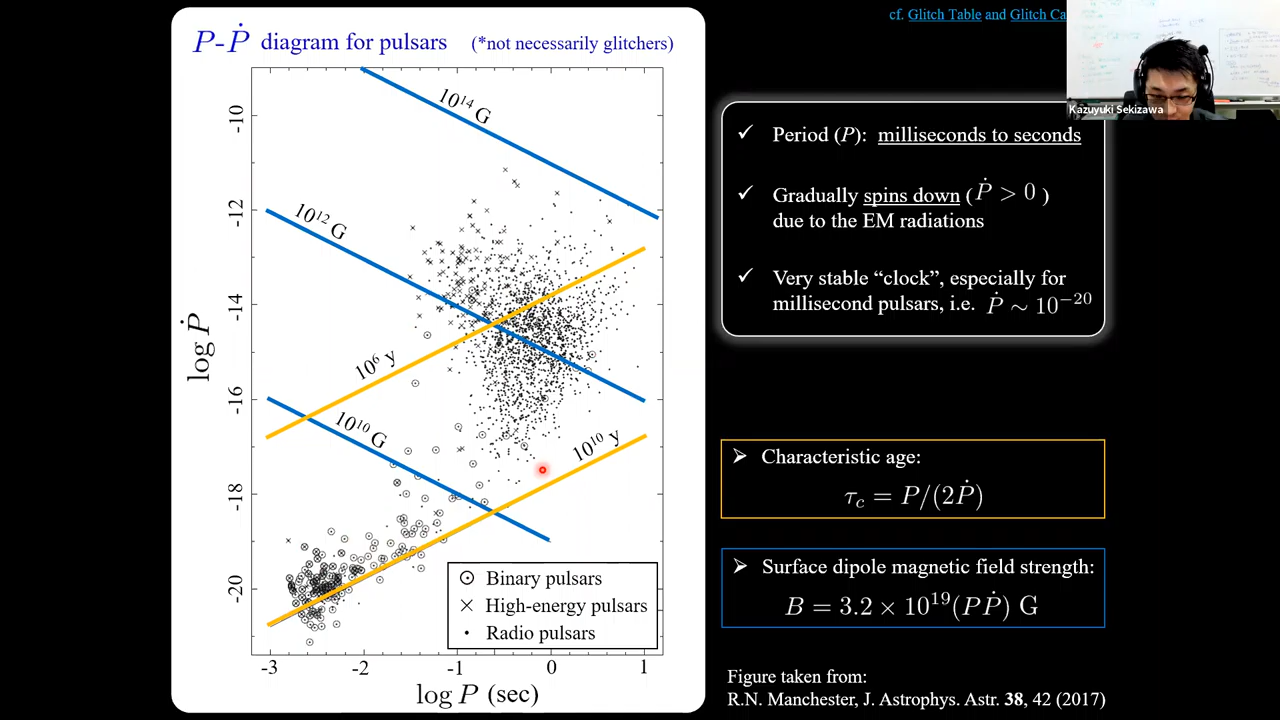 cf. Glitch Table and Glitch Ca
Kazuyuki Sekizawa
P-Ṗ diagram for pulsars (*not necessarily glitchers)
10¹⁴ G
10¹² G
10⁶ y
10¹⁰ G
10¹⁰ y
-10
-12
-14
-16
-18
-20
log Ṗ
⊙ Binary pulsars
× High-energy pulsars
· Radio pulsars
-3 -2 -1 0 1
log P (sec)
✓ Period (P): milliseconds to seconds
✓ Gradually spins down (Ṗ > 0)
due to the EM radiations
✓ Very stable “clock”, especially for
millisecond pulsars, i.e. Ṗ ∼ 10⁻²⁰
➢ Characteristic age:
τ_c = P/(2Ṗ)
➢ Surface dipole magnetic field strength:
B = 3.2 × 10¹⁹(PṖ) G
Figure taken from:
R.N. Manchester, J. Astrophys. Astr. 38, 42 (2017)